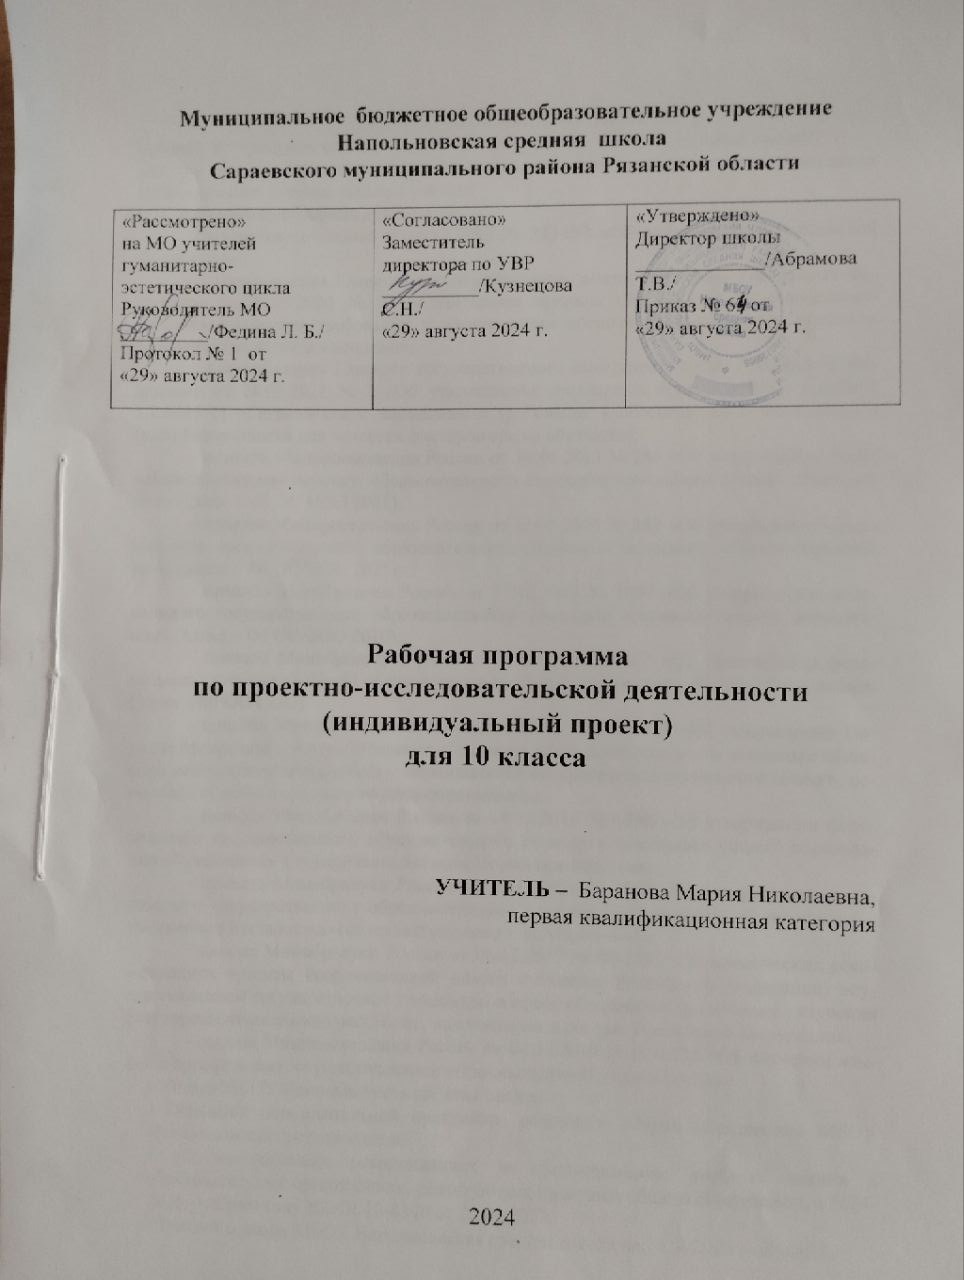 Муниципальное бюджетное общеобразовательное учреждение
Напольновская средняя школа
Сараевского муниципального района Рязанской области
«Рассмотрено»
на МО учителей
гуманитарно-
эстетического цикла
Руководитель МО
/Федина Л. Б./
Протокол № 1 от
«29» августа 2024 г.
«Согласовано»
Заместитель
директора по УВР
/Кузнецова
С.Н./
«29» августа 2024 г.
«Утверждено»
Директор школы
/Абрамова
Т.В./
Приказ № 64 от
«29» августа 2024 г.
Рабочая программа
по проектно-исследовательской деятельности
(индивидуальный проект)
для 10 класса
УЧИТЕЛЬ – Баранова Мария Николаевна,
первая квалификационная категория
2024